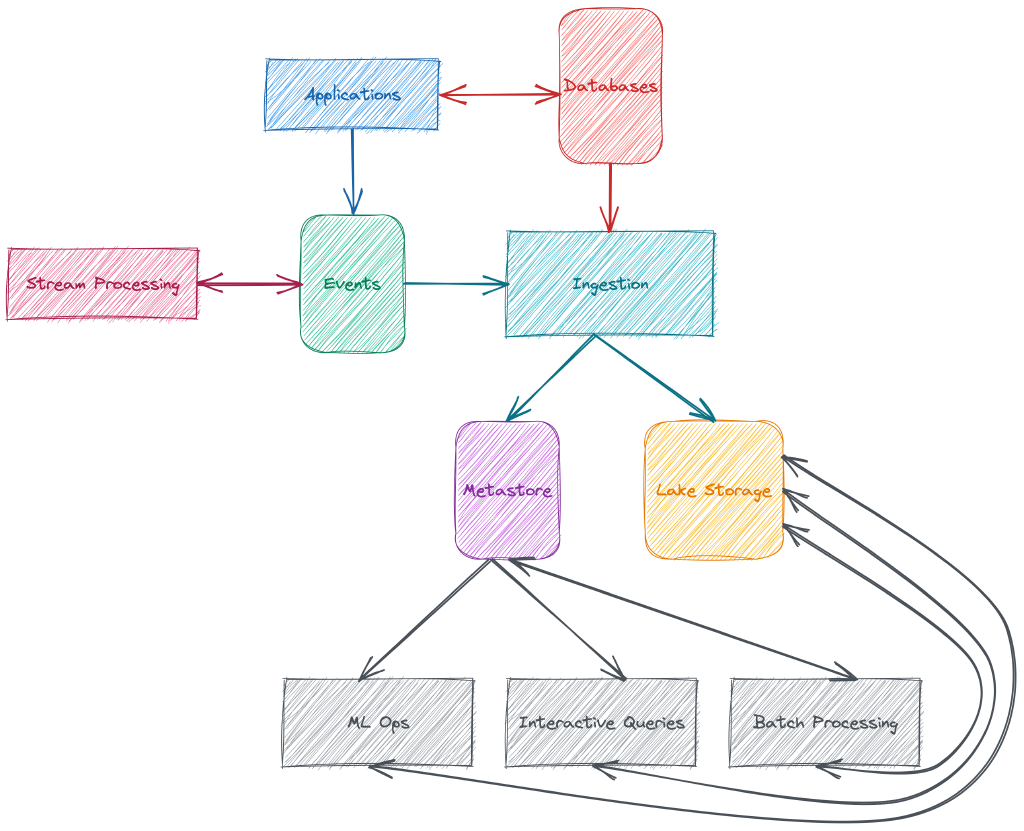 Databases
Applications
Stream Processing
Events
Ingestion
Metastore
Lake Storage
ML Ops
Interactive Queries
Batch Processing